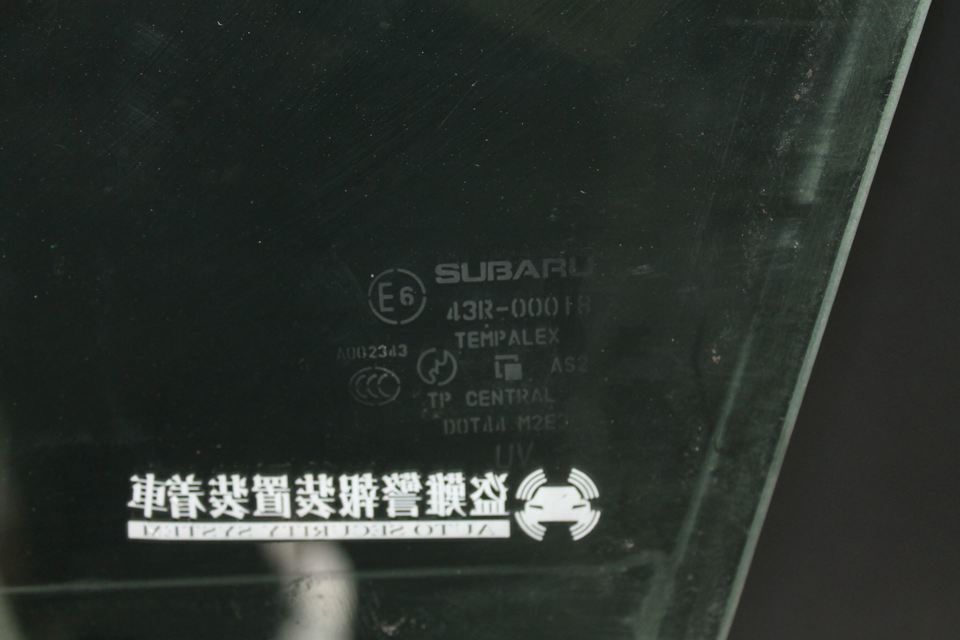 SUBARU
E6
TEMPALEX
A002343
AS2
CCC
TP CENTRAL
DOT44
UV
盗難警報装置装着車
AUTO SECURITY SYSTEM